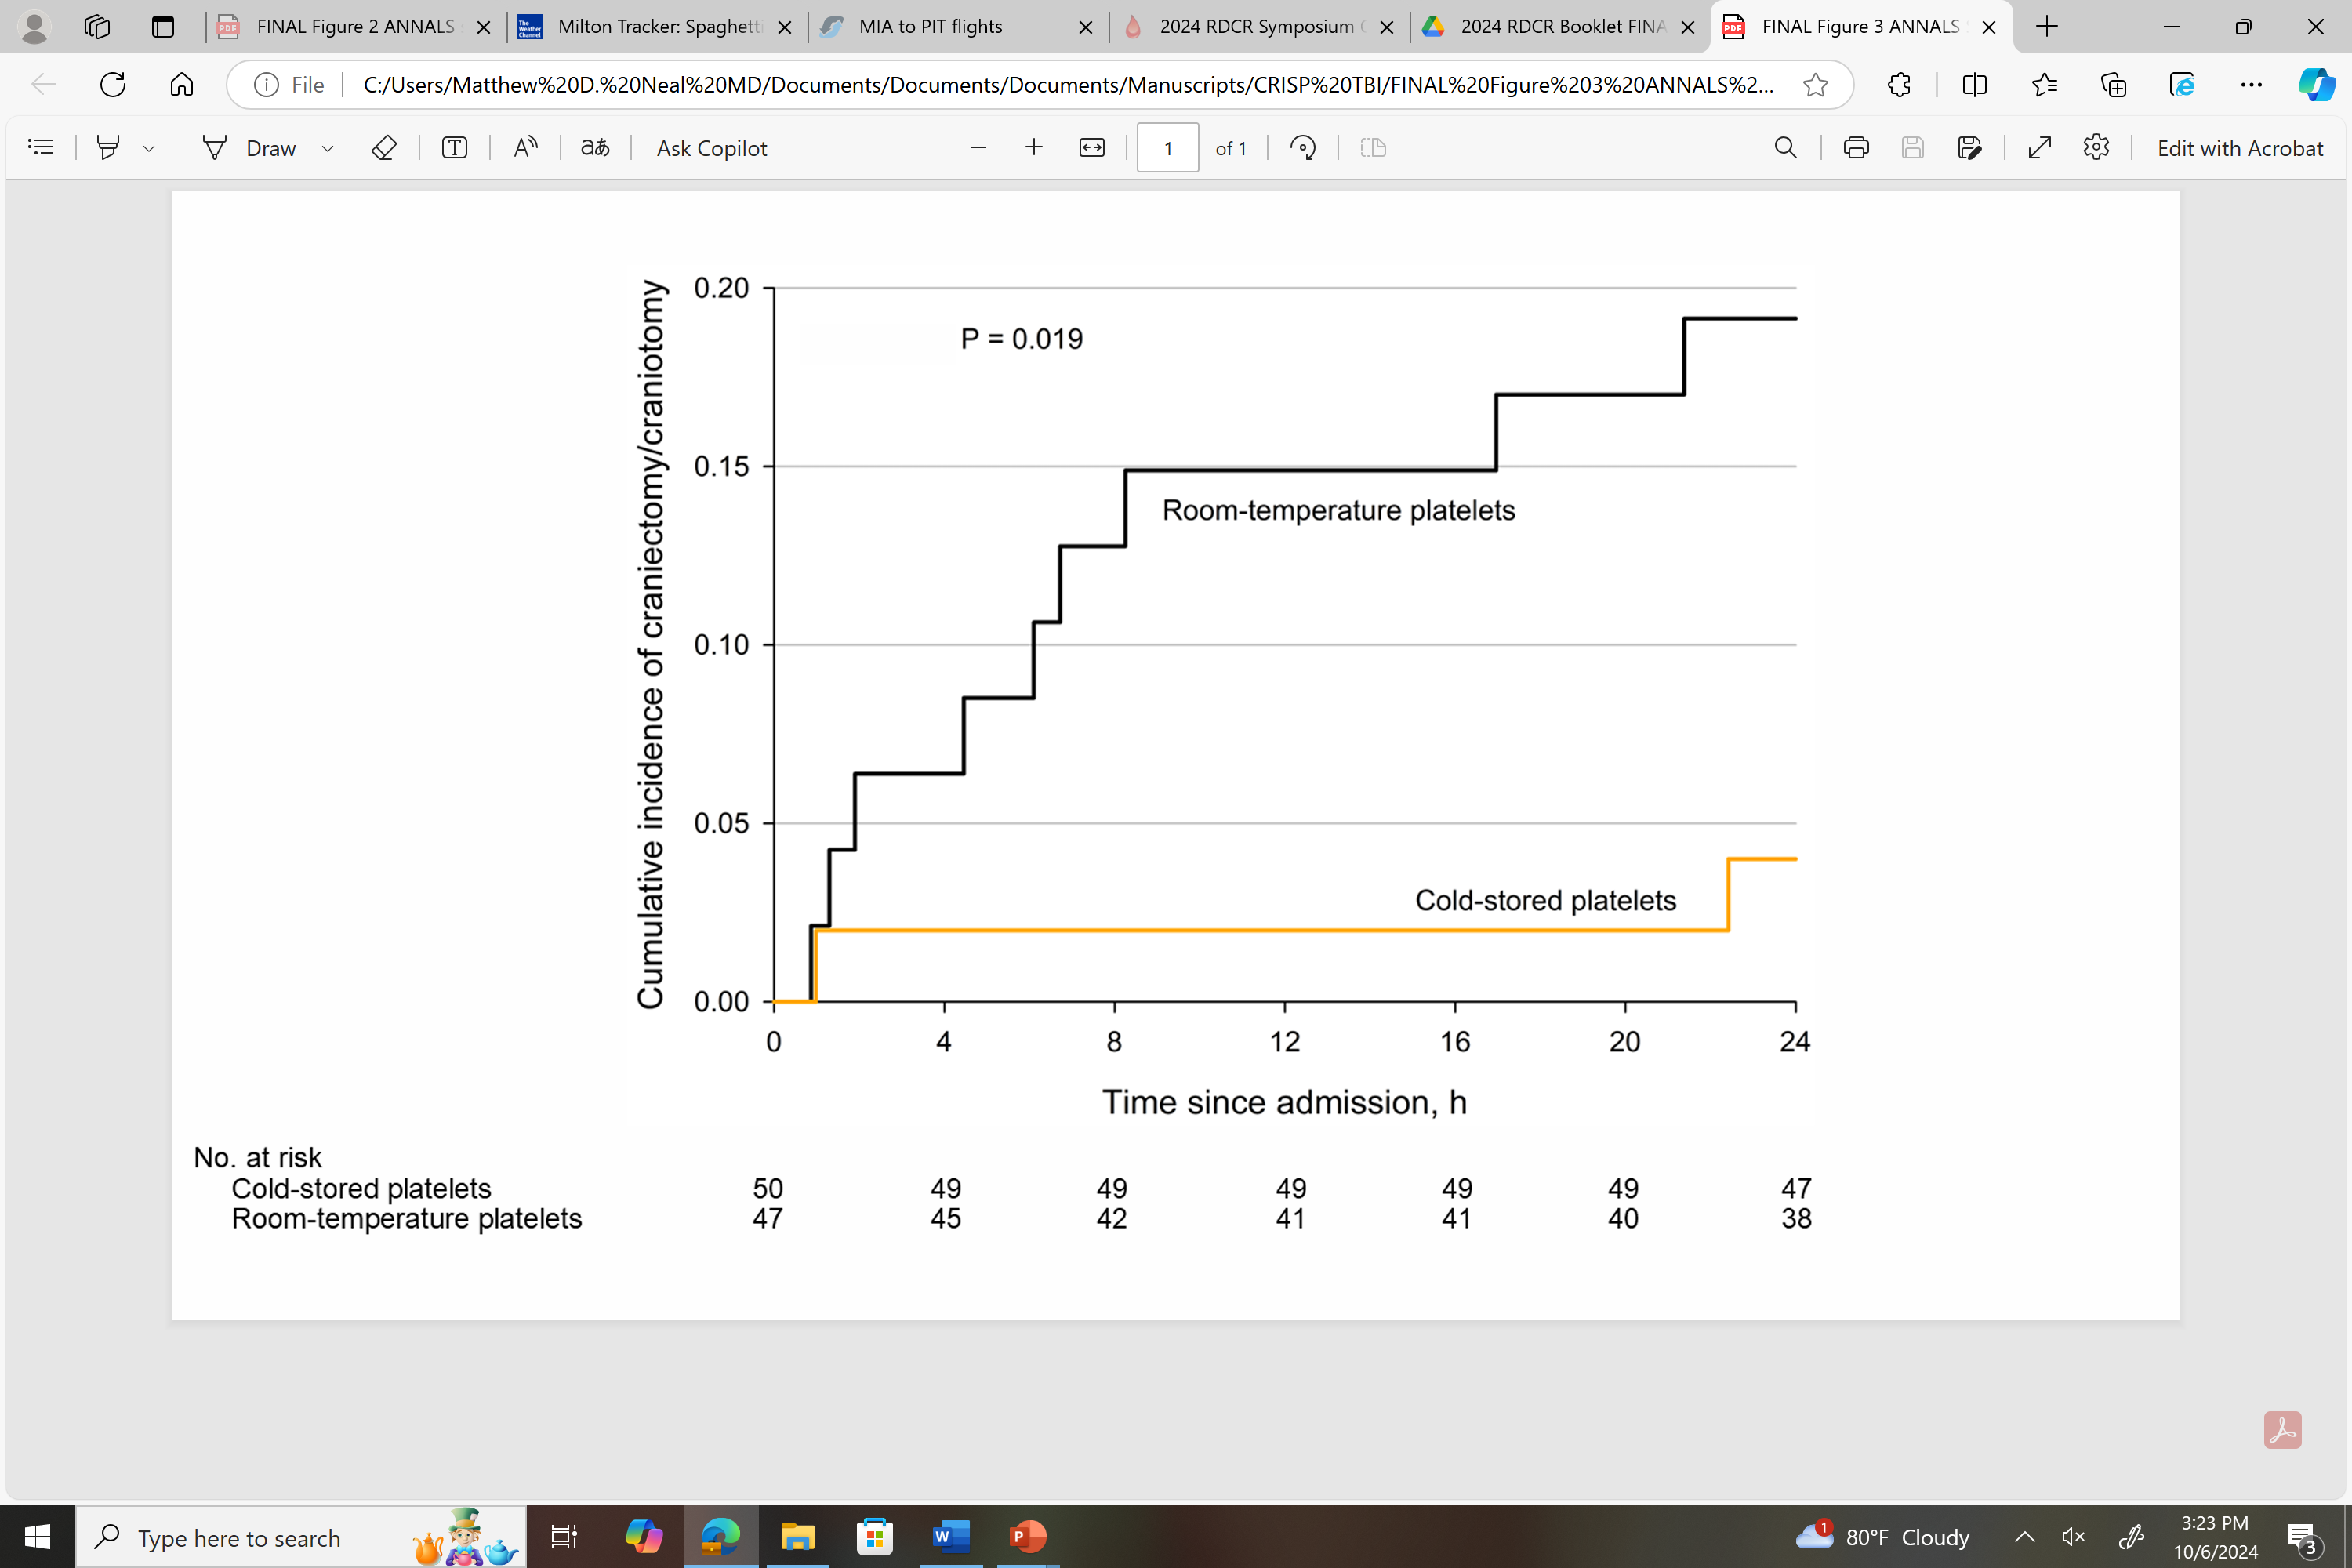 FINAL Figure 2 ANNALS
Milton Tracker: Spaghetti
MIA to PIT flights
2024 RDCR Symposium
2024 RDCR Booklet FINA
FINAL Figure 3 ANNALS
File
C:/Users/Matthew%20D.%20Neal%20MD/Documents/Documents/Documents/Manuscripts/CRISP%20TBI/FINAL%20Figure%203%20ANNALS%2...
Draw
Ask Copilot
1 of 1
Edit with Acrobat
Cumulative incidence of craniectomy/craniotomy
0.20
P = 0.019
0.15
Room-temperature platelets
0.10
0.05
Cold-stored platelets
0.00
0 4 8 12 16 20 24
Time since admission, h
No. at risk
Cold-stored platelets 50 49 49 49 49 49 47
Room-temperature platelets 47 45 42 41 41 40 38
Type here to search
1
80°F Cloudy
3:23 PM
10/6/2024
3